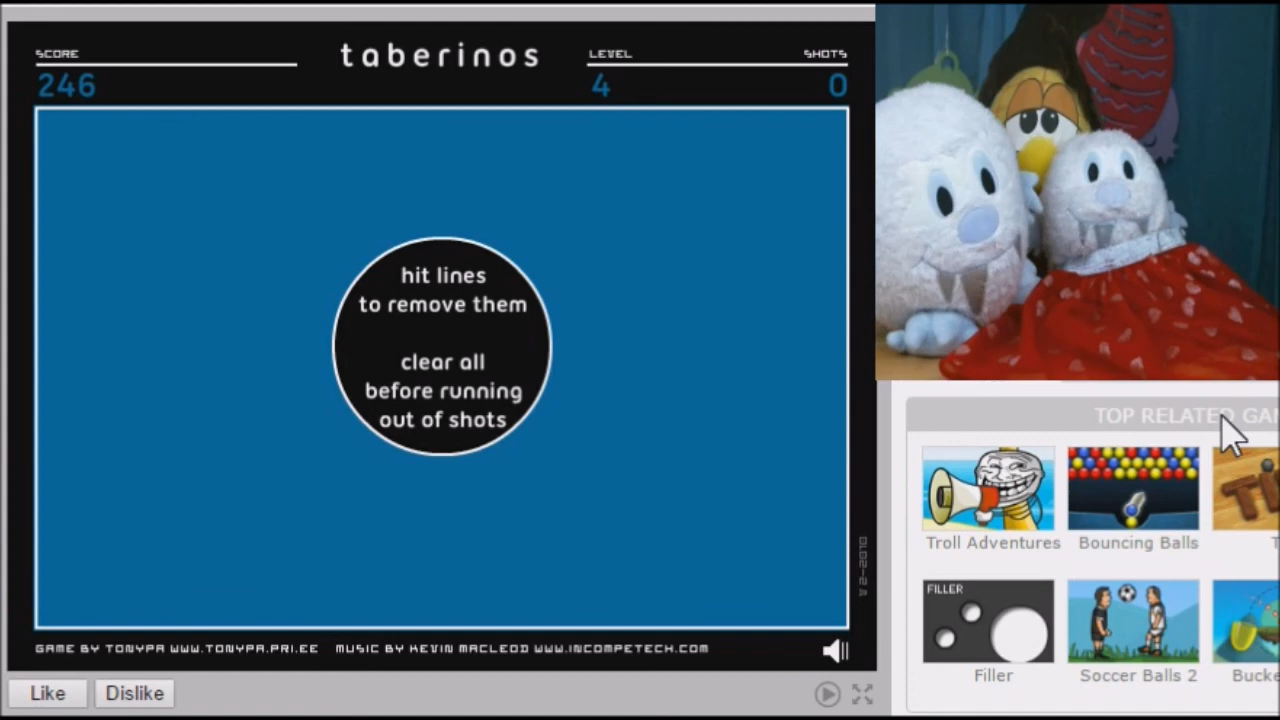 SCORE
taberinos
LEVEL
SHOTS
246
4
0
hit lines
to remove them
clear all
before running
out of shots
GAME BY TONYPA WWW.TONYPA.PRI.EE MUSIC BY KEVIN MACLEOD WWW.INCOMPETECH.COM
Like
Dislike
TOP RELATED GA
Troll Adventures
Bouncing Balls
T
FILLER
Filler
Soccer Balls 2
Bucke